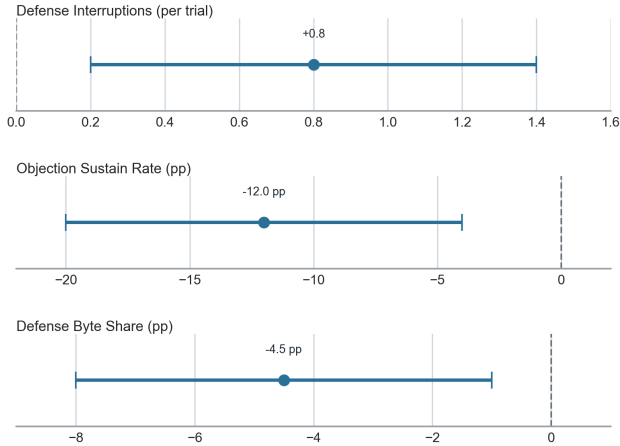 Defense Interruptions (per trial)
+0.8
0.0 0.2 0.4 0.6 0.8 1.0 1.2 1.4 1.6
Objection Sustain Rate (pp)
-12.0 pp
−20 −15 −10 −5 0
Defense Byte Share (pp)
-4.5 pp
−8 −6 −4 −2 0